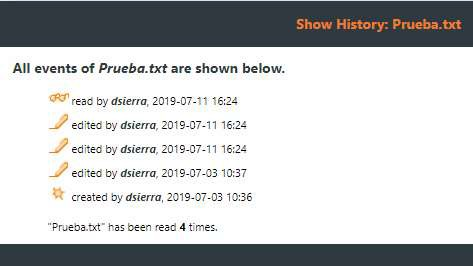 Show History: Prueba.txt
All events of Prueba.txt are shown below.
read by dsierra, 2019-07-11 16:24
edited by dsierra, 2019-07-11 16:24
edited by dsierra, 2019-07-11 16:24
edited by dsierra, 2019-07-03 10:37
created by dsierra, 2019-07-03 10:36
"Prueba.txt" has been read 4 times.